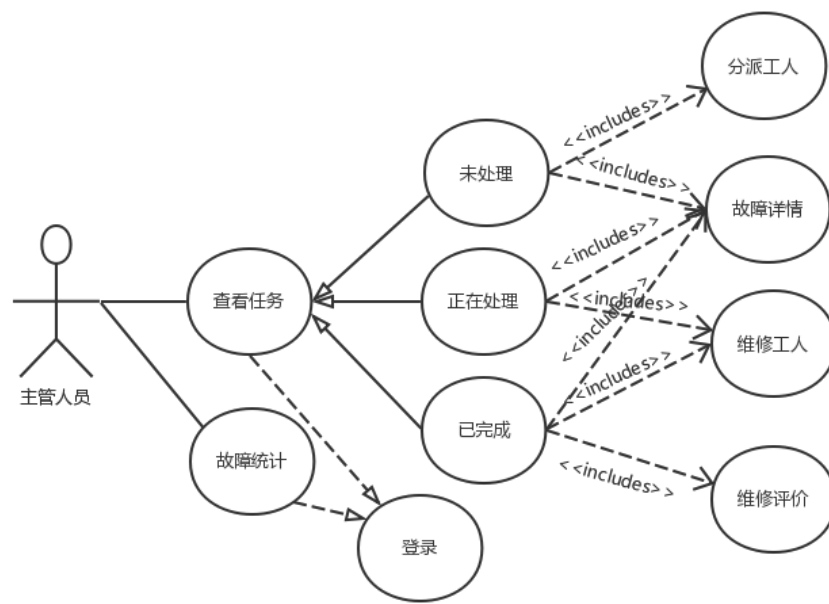 分派工人
<<includes>>
未处理
<<includes>>
故障详情
<<includes>>
查看任务
正在处理
<<includes>>
<<includes>>
维修工人
<<includes>>
主管人员
已完成
故障统计
<<includes>>
维修评价
登录